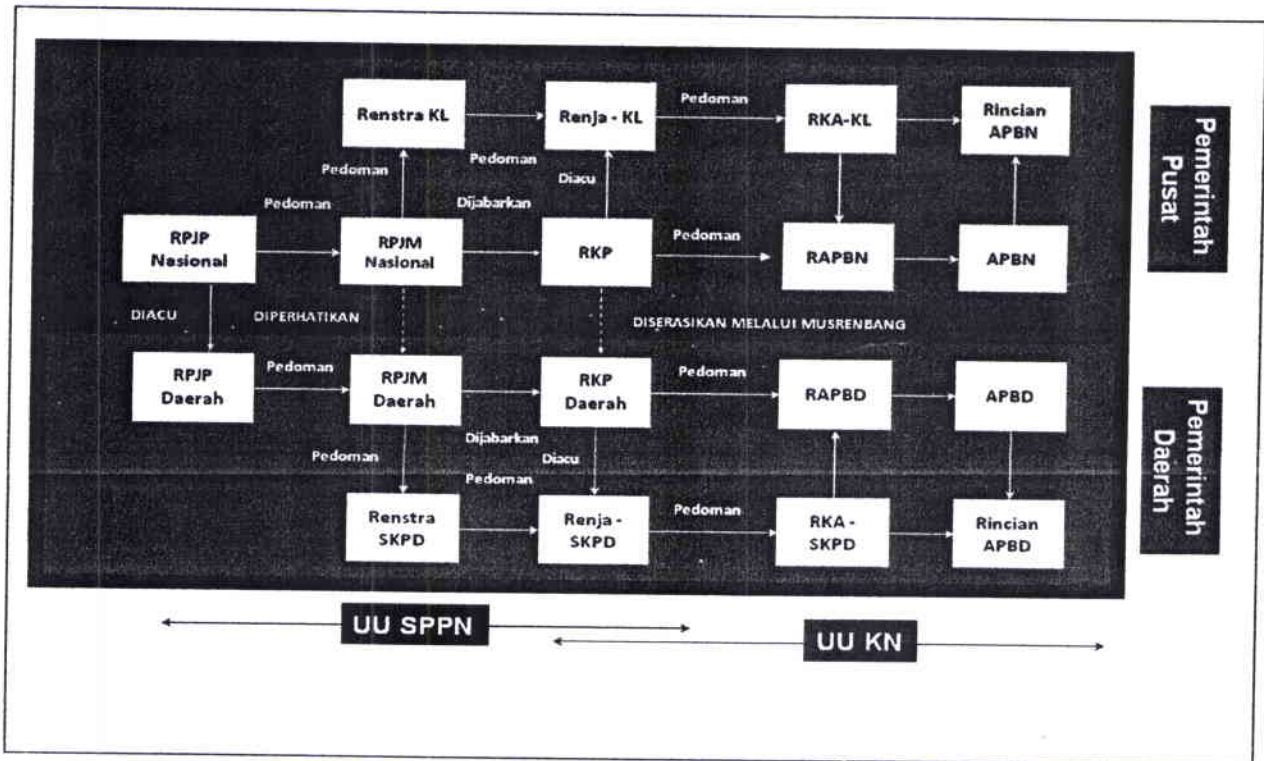 Renstra KL
Renja - KL
Pedoman
RKA-KL
Rincian
APBN
Pemerintah
Pusat
Pedoman
Pedoman
Diacu
Pedoman
Dijabarkan
RPJP
Nasional
RPJM
Nasional
RKP
Pedoman
RAPBN
APBN
DIACU
DIPERHATIKAN
DISERASIKAN MELALUI MUSRENBANG
RPJP
Daerah
Pedoman
RPJM
Daerah
RKP
Daerah
Pedoman
RAPBD
APBD
Pemerintah
Daerah
Dijabarkan
Pedoman
Diacu
Pedoman
Renstra
SKPD
Renja -
SKPD
Pedoman
RKA -
SKPD
Rincian
APBD
UU SPPN
UU KN